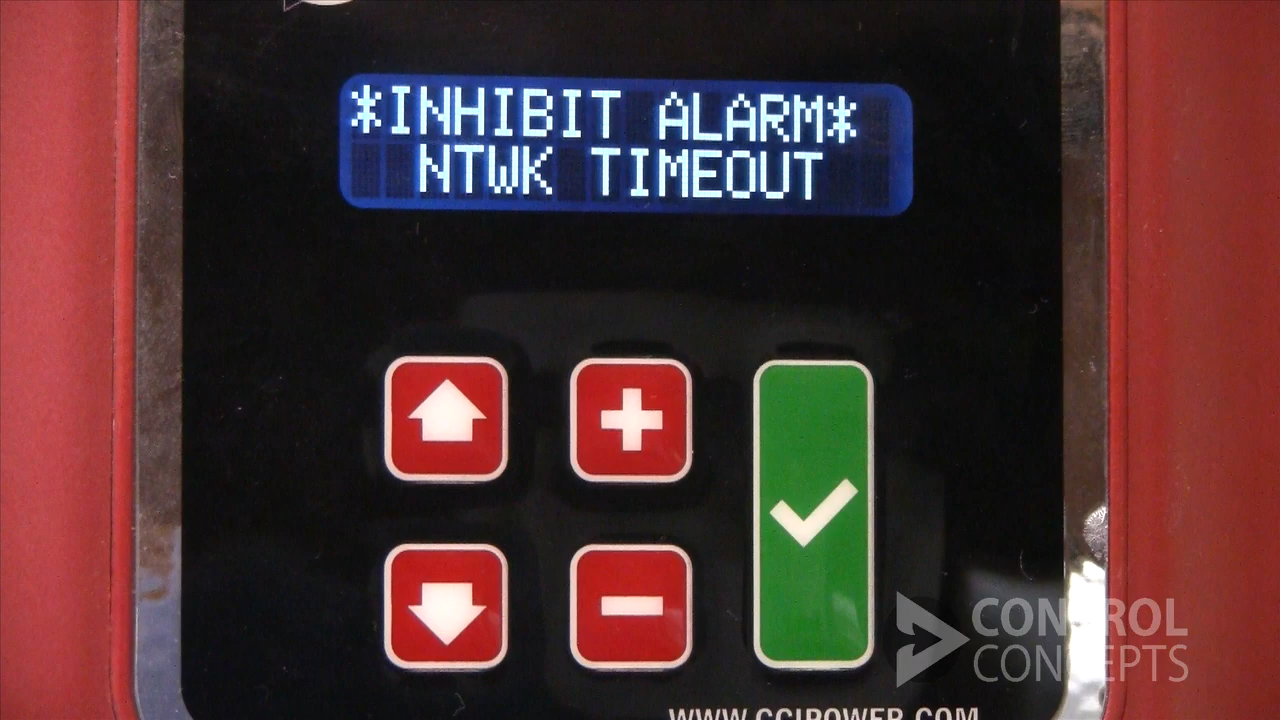 *INHIBIT ALARM*
NTWK TIMEOUT
CONTROL
CONCEPTS
WWW.CCIPOWER.COM